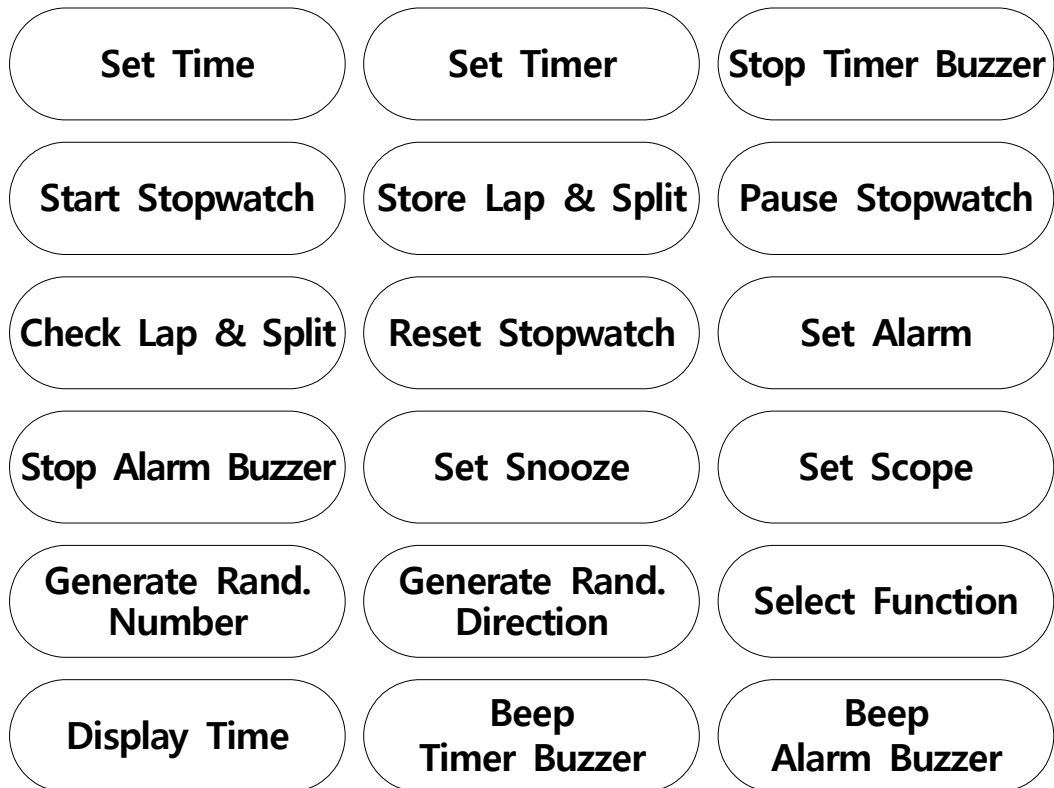 Set Time
Set Timer
Stop Timer Buzzer
Start Stopwatch
Store Lap & Split
Pause Stopwatch
Check Lap & Split
Reset Stopwatch
Set Alarm
Stop Alarm Buzzer
Set Snooze
Set Scope
Generate Rand.
Number
Generate Rand.
Direction
Select Function
Display Time
Beep
Timer Buzzer
Beep
Alarm Buzzer